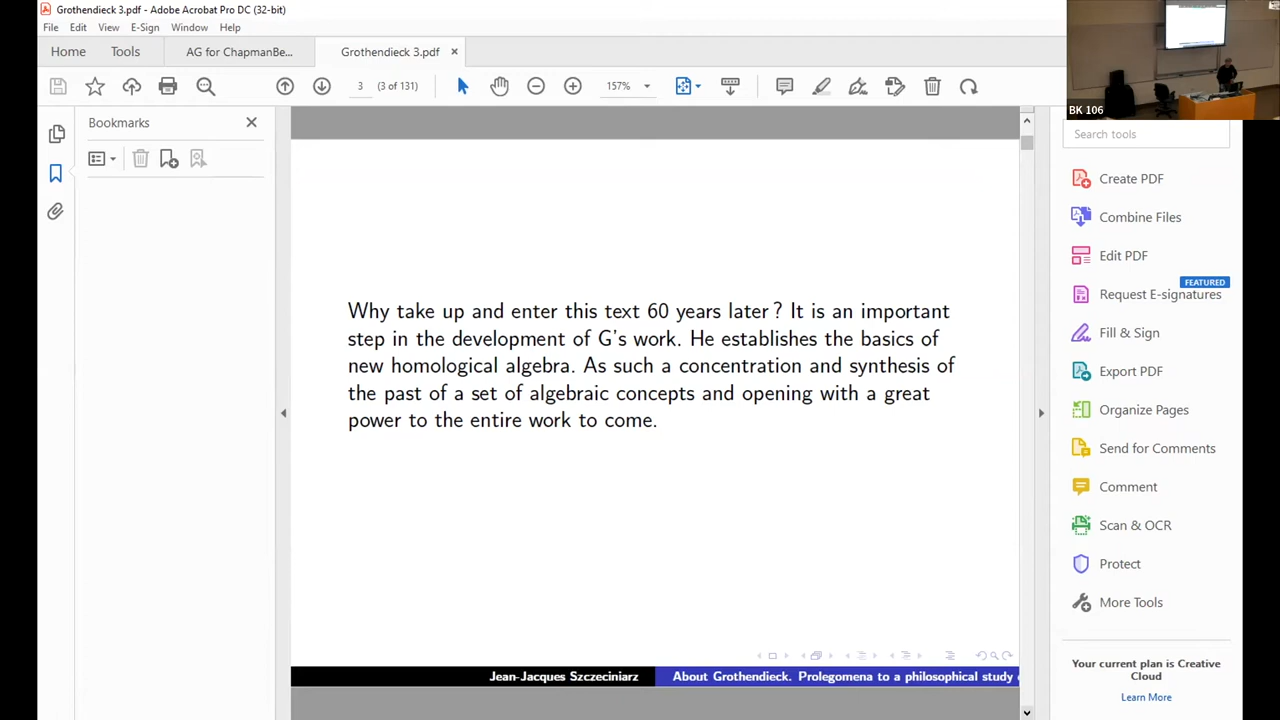 Grothendieck 3.pdf - Adobe Acrobat Pro DC (32-bit)
File Edit View E-Sign Window Help
Home Tools AG for ChapmanBe... Grothendieck 3.pdf ×
3 (3 of 131) 157%
BK 106
Bookmarks
Search tools
Create PDF
Combine Files
Edit PDF
FEATURED
Request E-signatures
Fill & Sign
Export PDF
Organize Pages
Send for Comments
Comment
Scan & OCR
Protect
More Tools
Your current plan is Creative
Cloud
Learn More
Why take up and enter this text 60 years later ? It is an important
step in the development of G's work. He establishes the basics of
new homological algebra. As such a concentration and synthesis of
the past of a set of algebraic concepts and opening with a great
power to the entire work to come.
Jean-Jacques Szczeciniarz About Grothendieck. Prolegomena to a philosophical study